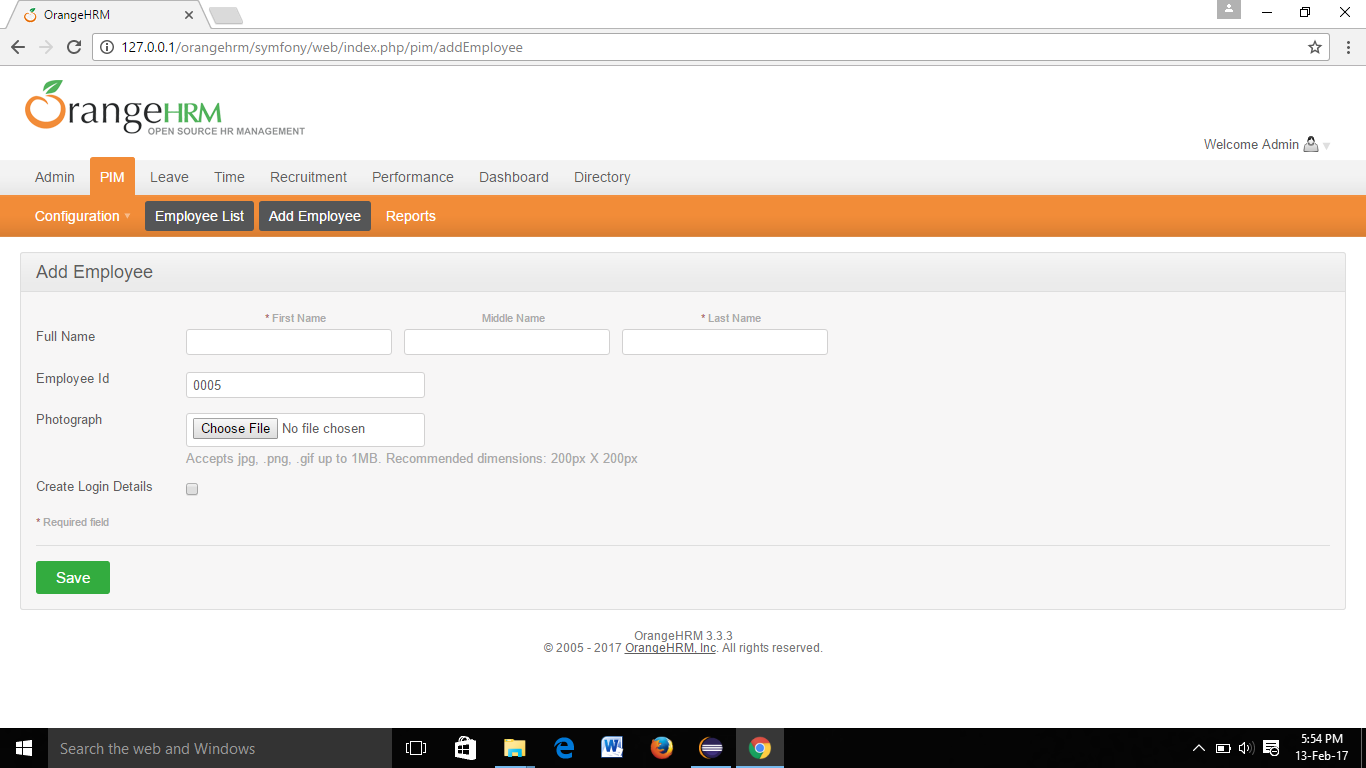 OrangeHRM
127.0.0.1/orangehrm/symfony/web/index.php/pim/addEmployee
OrangeHRM
OPEN SOURCE HR MANAGEMENT
Welcome Admin
Admin PIM Leave Time Recruitment Performance Dashboard Directory
Configuration Employee List Add Employee Reports
Add Employee
* First Name Middle Name * Last Name
Full Name
Employee Id 0005
Photograph Choose File No file chosen
Accepts jpg, .png, .gif up to 1MB. Recommended dimensions: 200px X 200px
Create Login Details
* Required field
Save
OrangeHRM 3.3.3
© 2005 - 2017 OrangeHRM, Inc. All rights reserved.
Search the web and Windows
5:54 PM
13-Feb-17